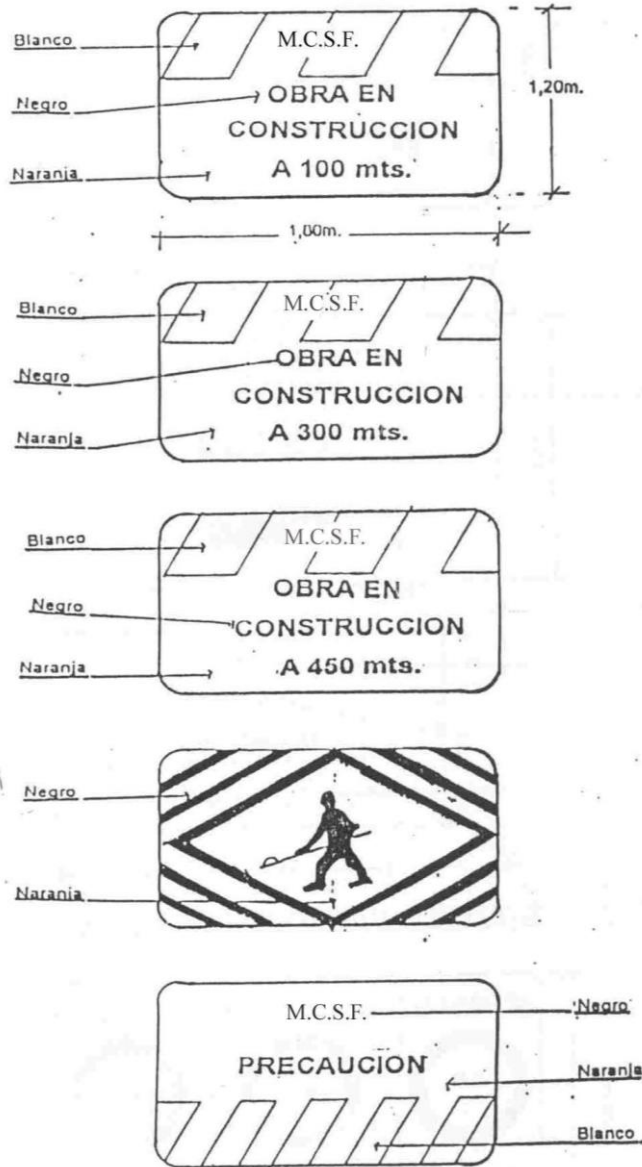 Blanco
M.C.S.F.
Negro
OBRA EN
1,20m.
CONSTRUCCION
Naranja
A 100 mts.
1,00m.
Blanco
M.C.S.F.
Negro
OBRA EN
CONSTRUCCION
Naranja
A 300 mts.
Blanco
M.C.S.F.
Negro
OBRA EN
CONSTRUCCION
Naranja
A 450 mts.
Negro
Naranja
M.C.S.F.
Negro
PRECAUCION
Naranja
Blanco